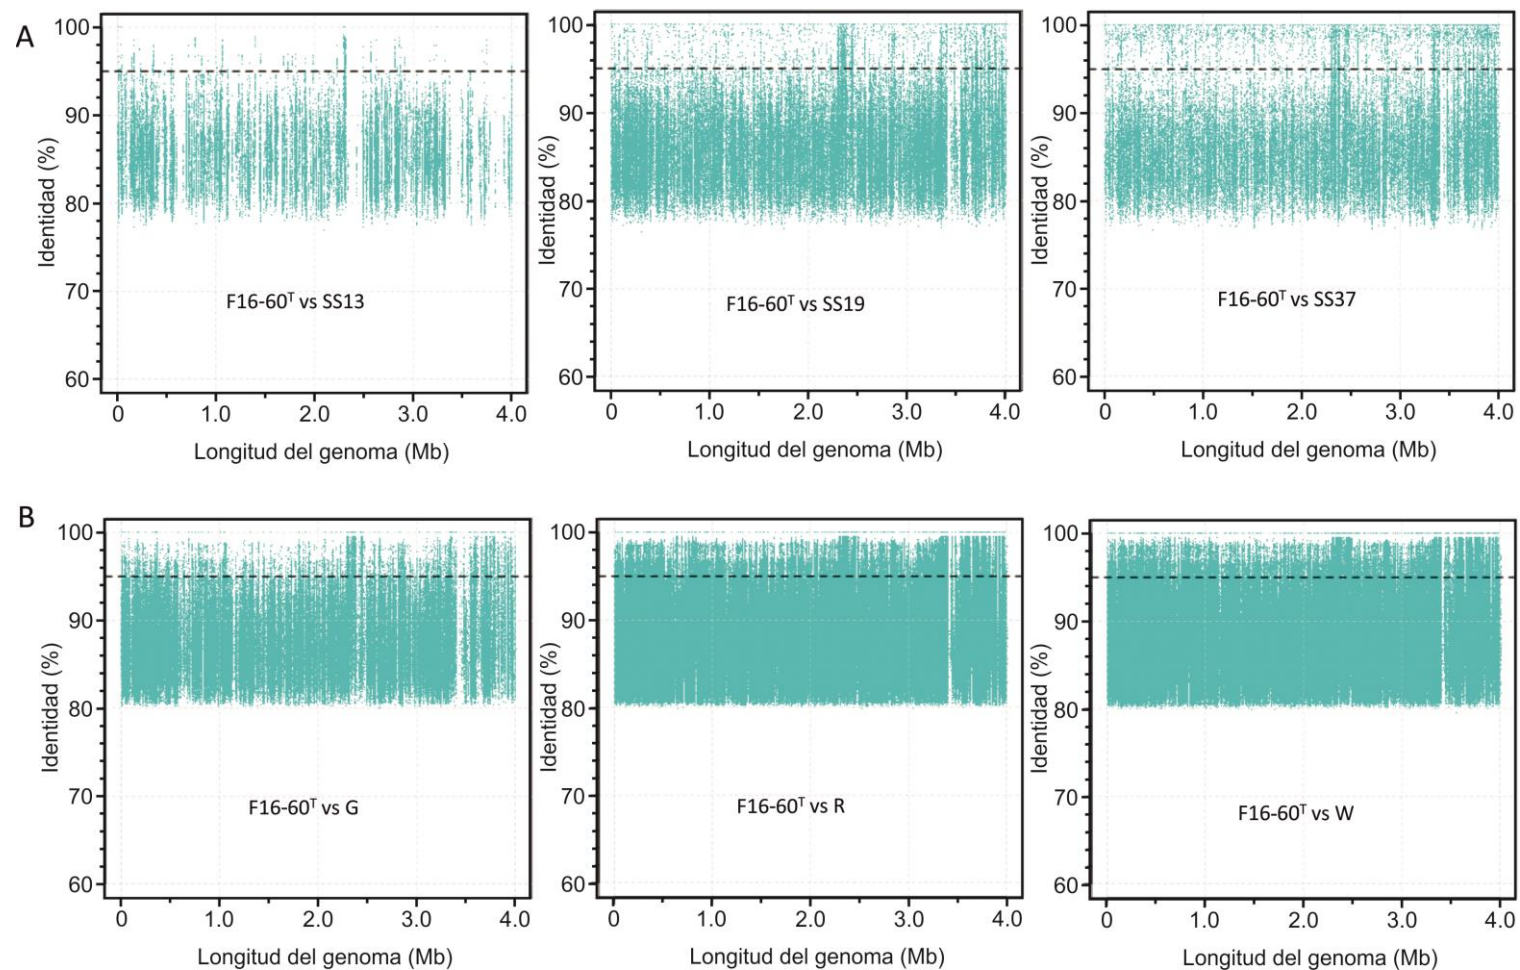 A
100
90
80
70
60
Identidad (%)
F16-60ᵀ vs SS13
0 1.0 2.0 3.0 4.0
Longitud del genoma (Mb)
100
90
80
70
60
Identidad (%)
F16-60ᵀ vs SS19
0 1.0 2.0 3.0 4.0
Longitud del genoma (Mb)
100
90
80
70
60
Identidad (%)
F16-60ᵀ vs SS37
0 1.0 2.0 3.0 4.0
Longitud del genoma (Mb)
B
100
90
80
70
60
Identidad (%)
F16-60ᵀ vs G
0 1.0 2.0 3.0 4.0
Longitud del genoma (Mb)
100
90
80
70
60
Identidad (%)
F16-60ᵀ vs R
0 1.0 2.0 3.0 4.0
Longitud del genoma (Mb)
100
90
80
70
60
Identidad (%)
F16-60ᵀ vs W
0 1.0 2.0 3.0 4.0
Longitud del genoma (Mb)